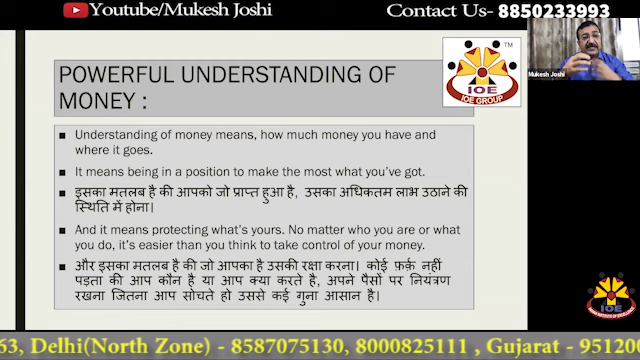 Youtube/Mukesh Joshi
Contact Us- 8850233993
TM
IOE
IOE GROUP
Mukesh Joshi
POWERFUL UNDERSTANDING OF
MONEY :
Understanding of money means, how much money you have and
where it goes.
It means being in a position to make the most what you've got.
इसका मतलब है की आपको जो प्राप्त हुआ है, उसका अधिकतम लाभ उठाने की
स्थिति में होना।
And it means protecting what's yours. No matter who you are or what
you do, it's easier than you think to take control of your money.
और इसका मतलब है की जो आपका है उसकी रक्षा करना। कोई फ़र्क़ नहीं
पड़ता की आप कौन है या आप क्या करते है, अपने पैसों पर नियंत्रण
रखना जितना आप सोचते हो उससे कई गुना आसान है।
IOE
63, Delhi(North Zone) - 8587075130, 8000825111 , Gujarat - 95120